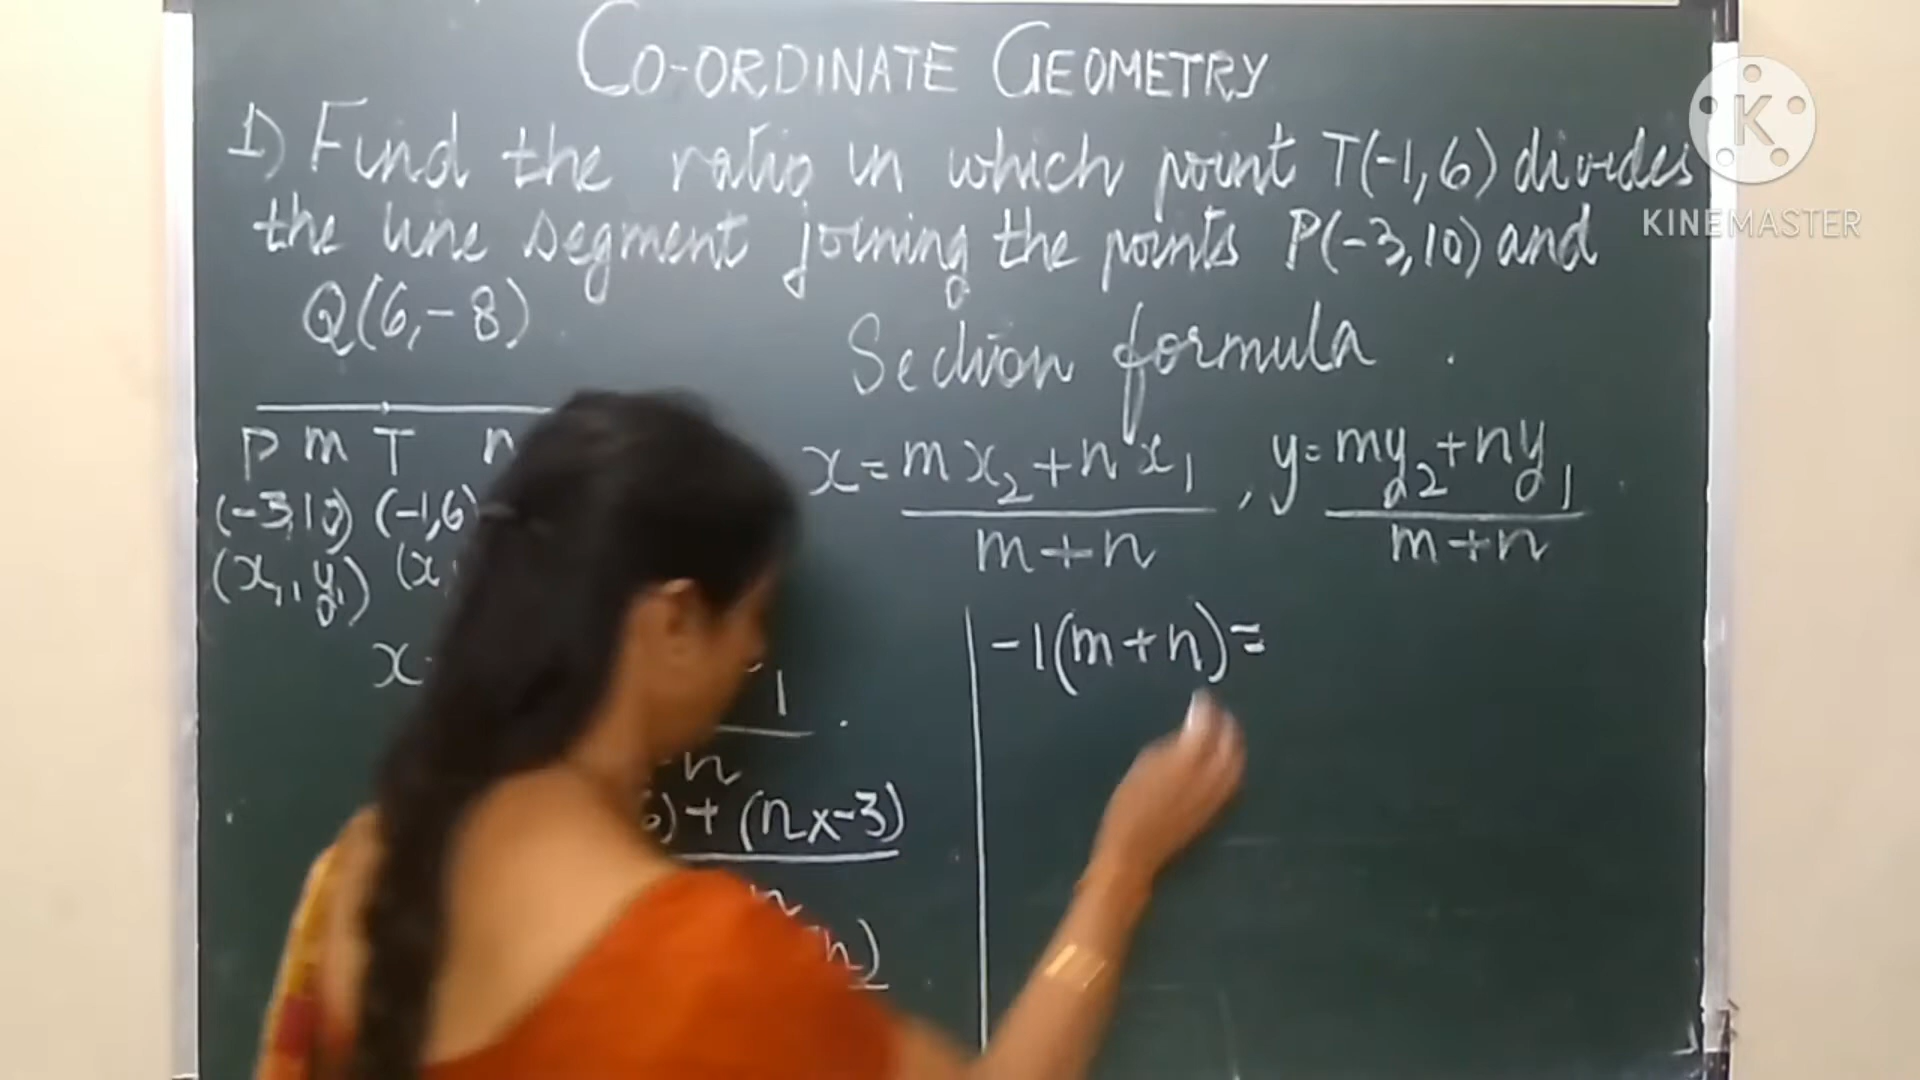 CO-ORDINATE GEOMETRY
1) Find the ratio in which point T(-1,6) divides
the line segment joining the points P(-3,10) and
Q(6,-8)
Section formula
P m T n
(-3,10) (-1,6)
(x₁, y₁) (x,
x = mx₂+nx₁ / m+n , y = my₂+ny₁ / m+n
x=
1
n
6)+(n×-3)
n
n)
-1(m+n)=
K
KINEMASTER